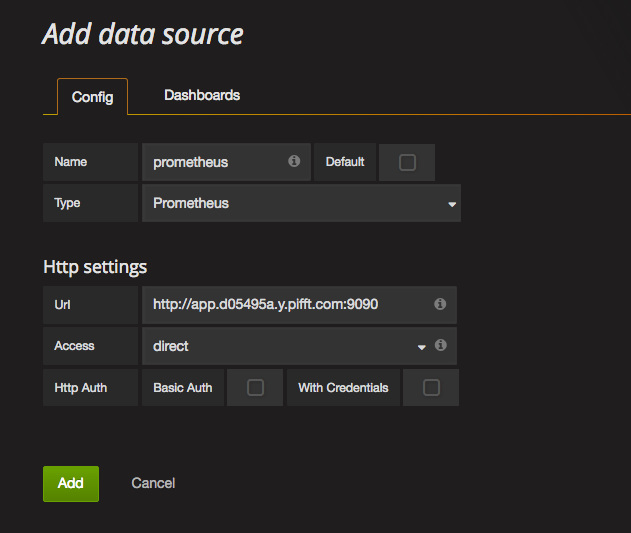 Add data source
Config Dashboards
Name prometheus Default
Type Prometheus
Http settings
Url http://app.d05495a.y.pifft.com:9090
Access direct
Http Auth Basic Auth With Credentials
Add Cancel